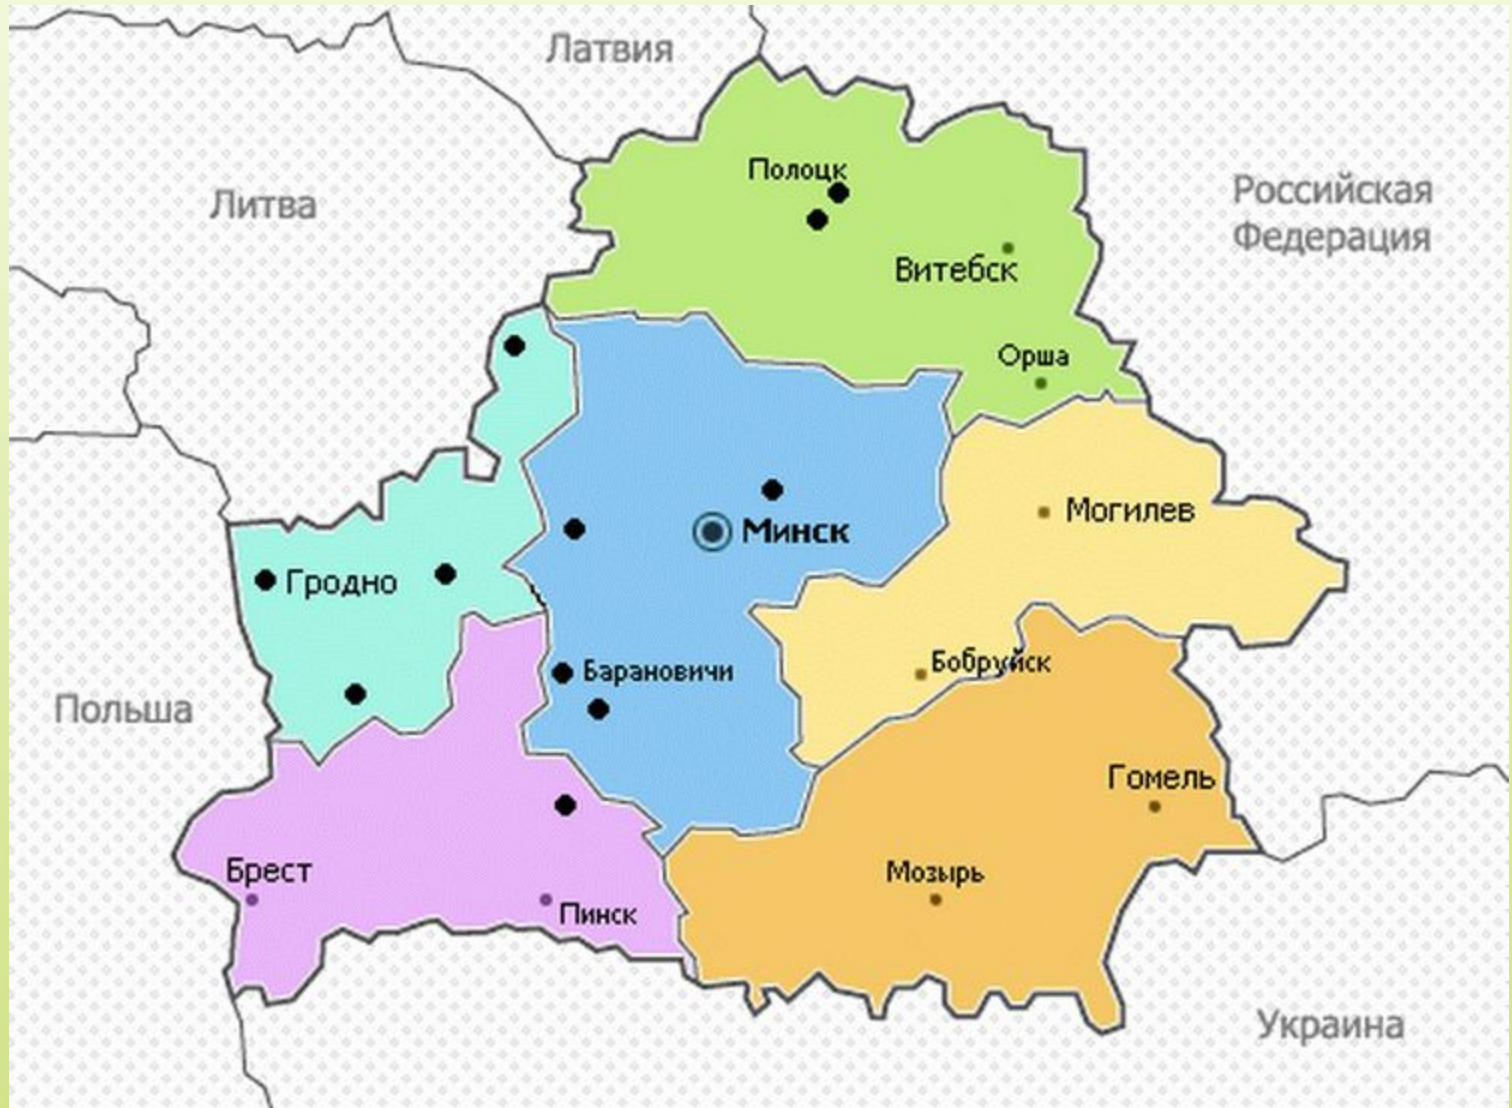 Латвия
Полоцк
Литва
Российская
Федерация
Витебск
Орша
Могилев
Минск
Гродно
Бобруйск
Барановичи
Польша
Гомель
Брест
Мозырь
Пинск
Украина